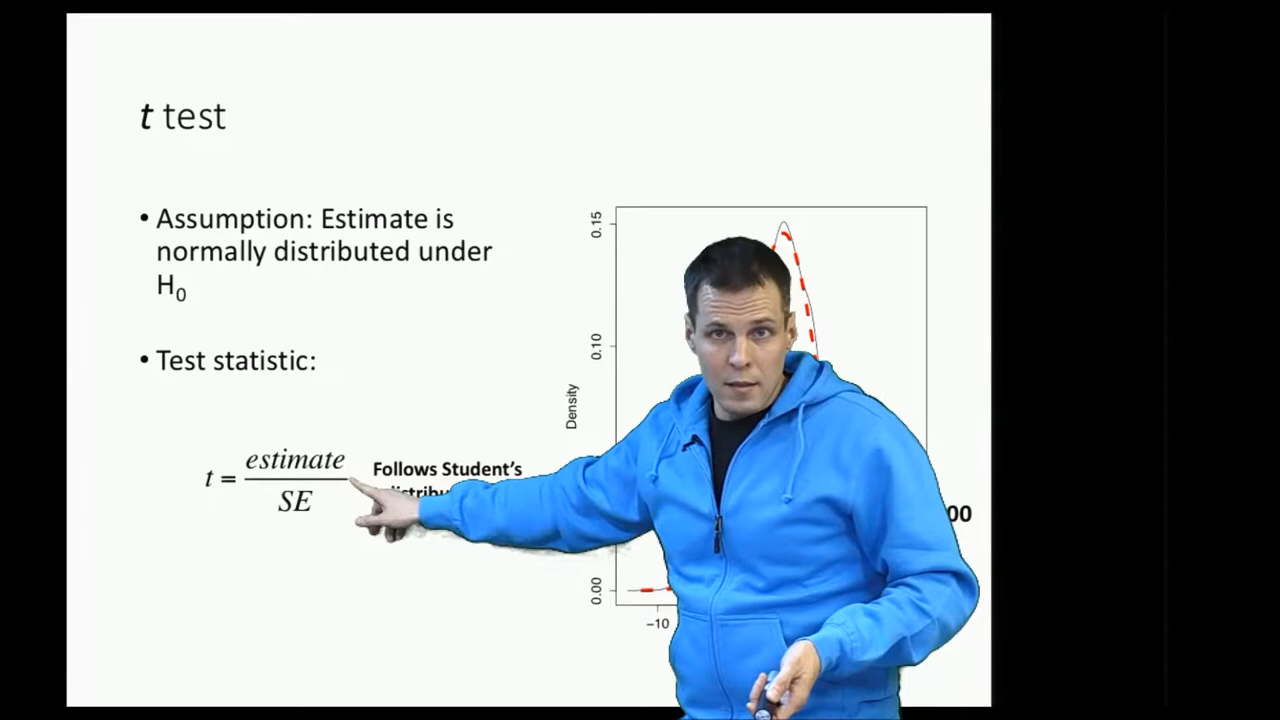 t test
• Assumption: Estimate is
normally distributed under
H0
• Test statistic:
t = estimate
SE
Follows Student's
0.15
0.10
Density
0.00
−10
00